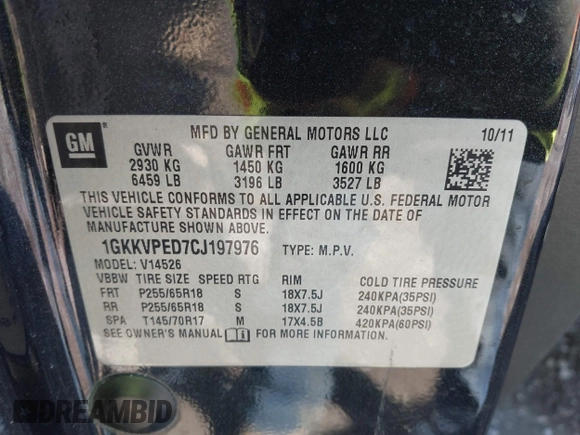 GM
®
MFD BY GENERAL MOTORS LLC 10/11
GVWR GAWR FRT GAWR RR
2930 KG 1450 KG 1600 KG
6459 LB 3196 LB 3527 LB
THIS VEHICLE CONFORMS TO ALL APPLICABLE U.S. FEDERAL MOTOR
VEHICLE SAFETY STANDARDS IN EFFECT ON THE DATE OF
MANUFACTURE SHOWN ABOVE.
1GKKVPED7CJ197976 TYPE: M.P.V.
MODEL: V14526
VBBW TIRE SIZE SPEED RTG RIM COLD TIRE PRESSURE
FRT P255/65R18 S 18X7.5J 240KPA(35PSI)
RR P255/65R18 S 18X7.5J 240KPA(35PSI)
SPA T145/70R17 M 17X4.5B 420KPA(60PSI)
SEE OWNER'S MANUAL FOR MORE INFORMATION.
DREAMBID